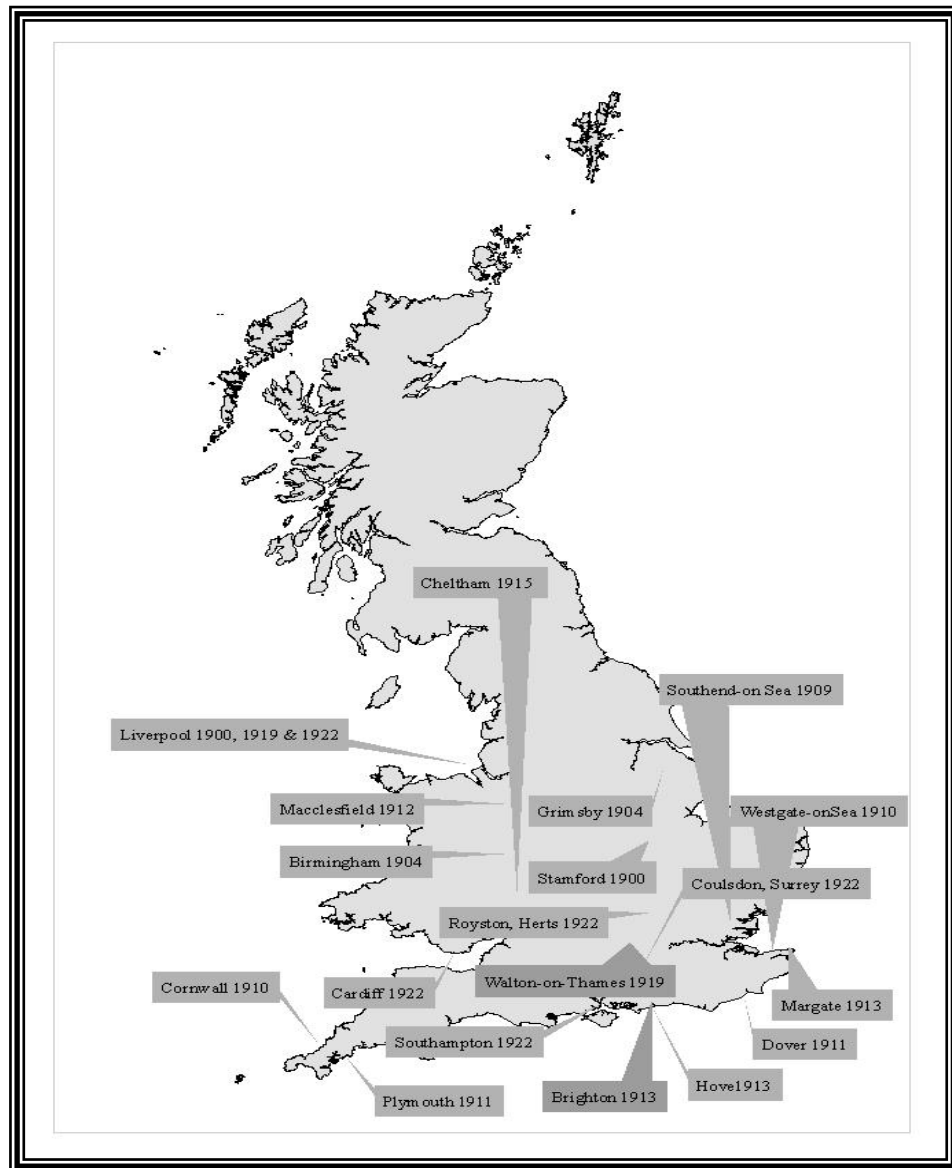 Cheltham 1915
Southend-on Sea 1909
Liverpool 1900, 1919 & 1922
Macclesfield 1912
Grimsby 1904
Westgate-onSea 1910
Birmingham 1904
Stamford 1900
Coulsdon, Surrey 1922
Royston, Herts 1922
Cornwall 1910
Cardiff 1922
Walton-on-Thames 1919
Margate 1913
Southampton 1922
Dover 1911
Plymouth 1911
Brighton 1913
Hove1913